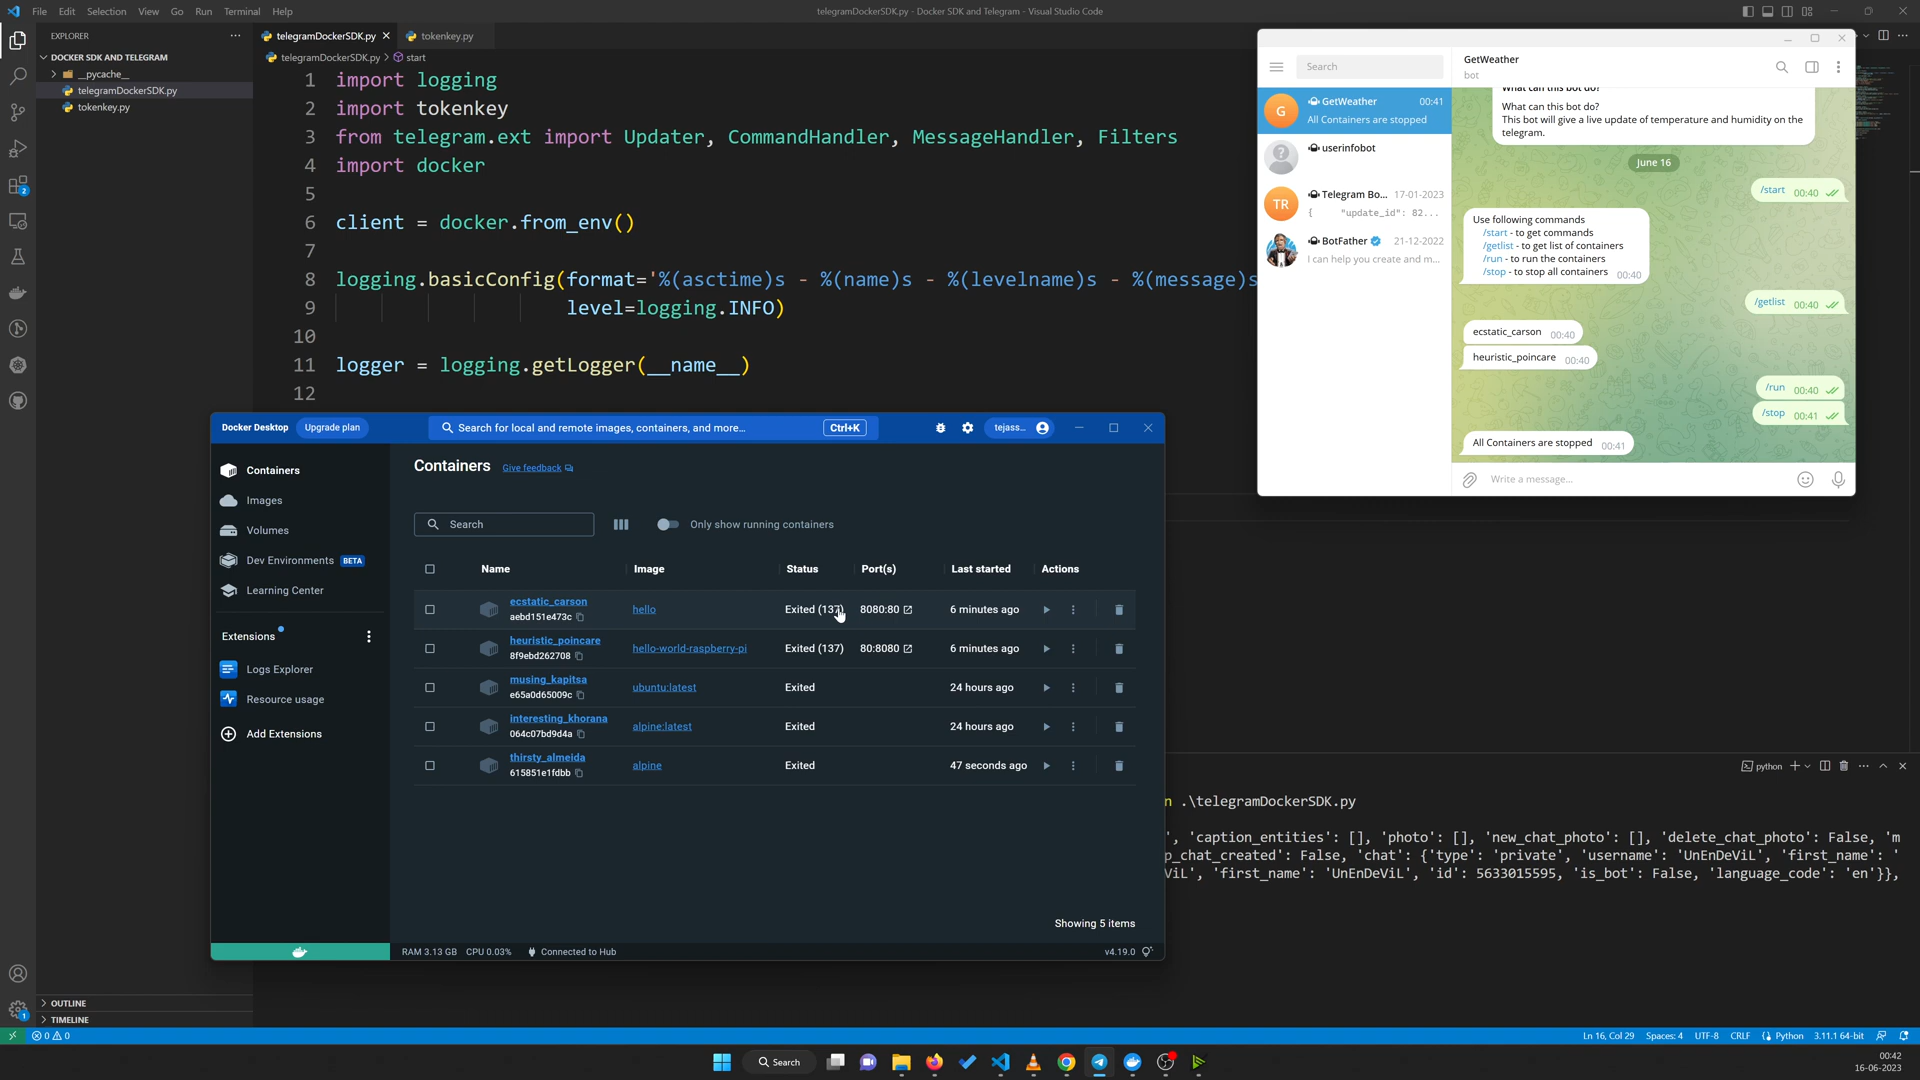 File Edit Selection View Go Run Terminal Help
telegramDockerSDK.py - Docker SDK and Telegram - Visual Studio Code
EXPLORER
DOCKER SDK AND TELEGRAM
__pycache__
telegramDockerSDK.py
tokenkey.py
telegramDockerSDK.py
tokenkey.py
telegramDockerSDK.py > start
1 import logging
2 import tokenkey
3 from telegram.ext import Updater, CommandHandler, MessageHandler, Filters
4 import docker
5
6 client = docker.from_env()
7
8 logging.basicConfig(format='%(asctime)s - %(name)s - %(levelname)s - %(message)s
9 level=logging.INFO)
10
11 logger = logging.getLogger(__name__)
12
Search
GetWeather
bot
G
GetWeather 00:41
All Containers are stopped
userinfobot
TR
Telegram Bo... 17-01-2023
{ "update_id": 82...
BotFather 21-12-2022
I can help you create and m...
What can this bot do?
What can this bot do?
This bot will give a live update of temperature and humidity on the
telegram.
June 16
/start 00:40
Use following commands
/start - to get commands
/getlist - to get list of containers
/run - to run the containers
/stop - to stop all containers 00:40
/getlist 00:40
ecstatic_carson 00:40
heuristic_poincare 00:40
/run 00:40
/stop 00:41
All Containers are stopped 00:41
Write a message...
Docker Desktop Upgrade plan
Search for local and remote images, containers, and more... Ctrl+K
tejass...
Containers
Images
Volumes
Dev Environments BETA
Learning Center
Extensions
Logs Explorer
Resource usage
Add Extensions
Containers Give feedback
Search
Only show running containers
Name Image Status Port(s) Last started Actions
ecstatic_carson hello Exited (137) 8080:80 6 minutes ago
aebd151e473c
heuristic_poincare hello-world-raspberry-pi Exited (137) 80:8080 6 minutes ago
8f9ebd262708
musing_kapitsa ubuntu:latest Exited 24 hours ago
e65a0d65009c
interesting_khorana alpine:latest Exited 24 hours ago
064c07bd9d4a
thirsty_almeida alpine Exited 47 seconds ago
615851e1fdbb
Showing 5 items
RAM 3.13 GB CPU 0.03% Connected to Hub
v4.19.0
python
n .\telegramDockerSDK.py
', 'caption_entities': [], 'photo': [], 'new_chat_photo': [], 'delete_chat_photo': False, 'm
p_chat_created': False, 'chat': {'type': 'private', 'username': 'UnEnDeViL', 'first_name': '
ViL', 'first_name': 'UnEnDeViL', 'id': 5633015595, 'is_bot': False, 'language_code': 'en'}},
2
1
OUTLINE
TIMELINE
0 0
Ln 16, Col 29 Spaces: 4 UTF-8 CRLF Python 3.11.1 64-bit
Search
00:42
16-06-2023